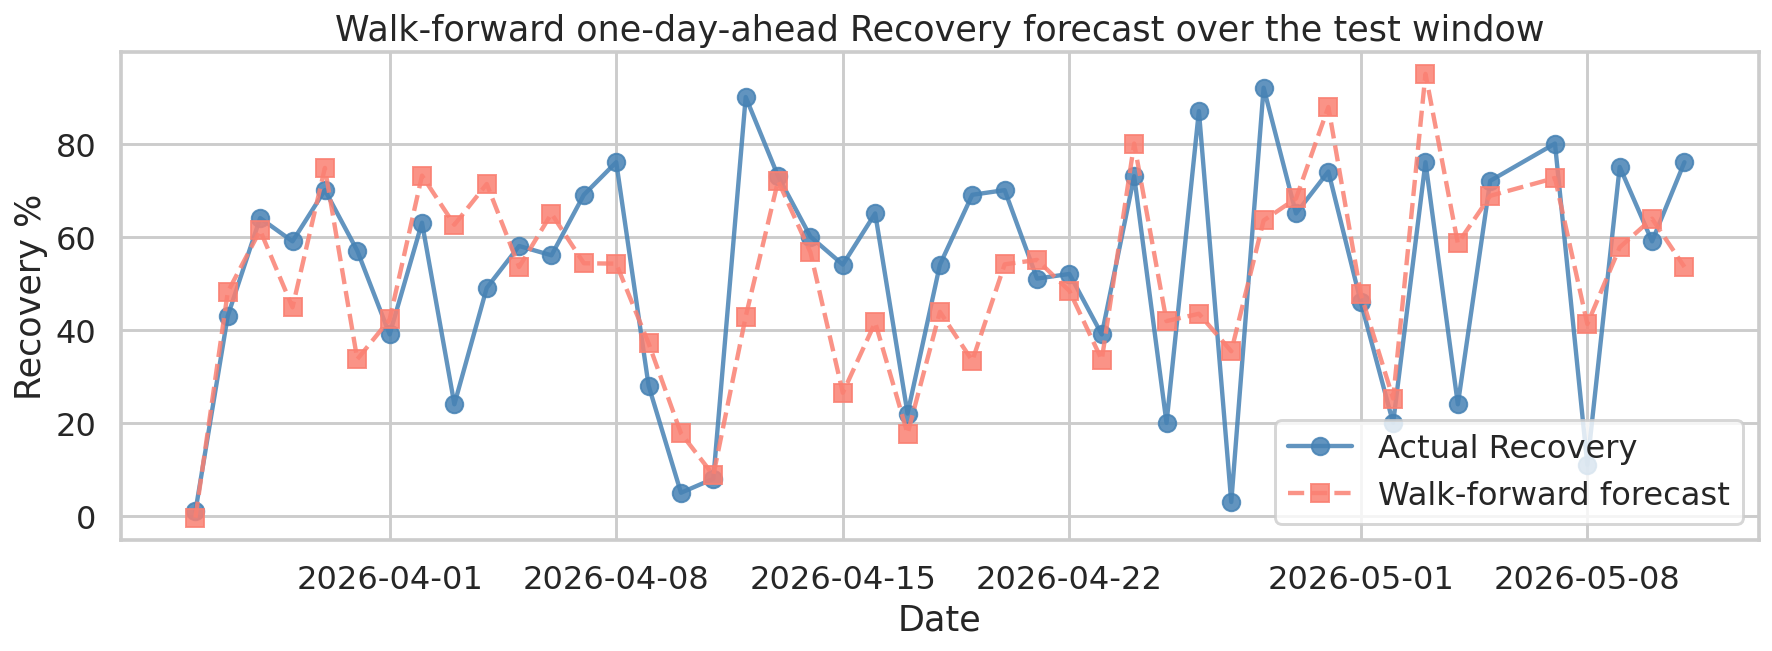 Walk-forward one-day-ahead Recovery forecast over the test window
Recovery %
80
60
40
20
0
Actual Recovery
Walk-forward forecast
2026-04-01 2026-04-08 2026-04-15 2026-04-22 2026-05-01 2026-05-08
Date